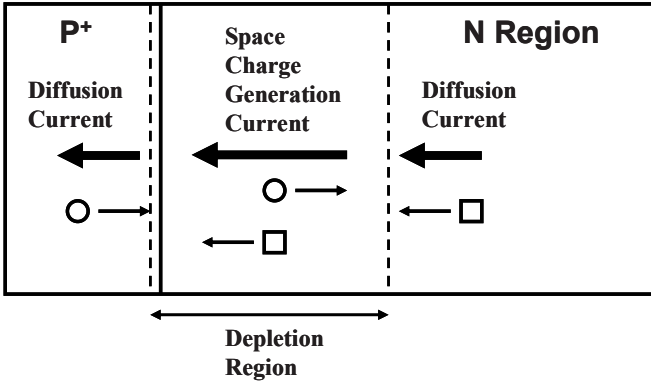 P+
Diffusion
Current
Space
Charge
Generation
Current
N Region
Diffusion
Current
Depletion
Region